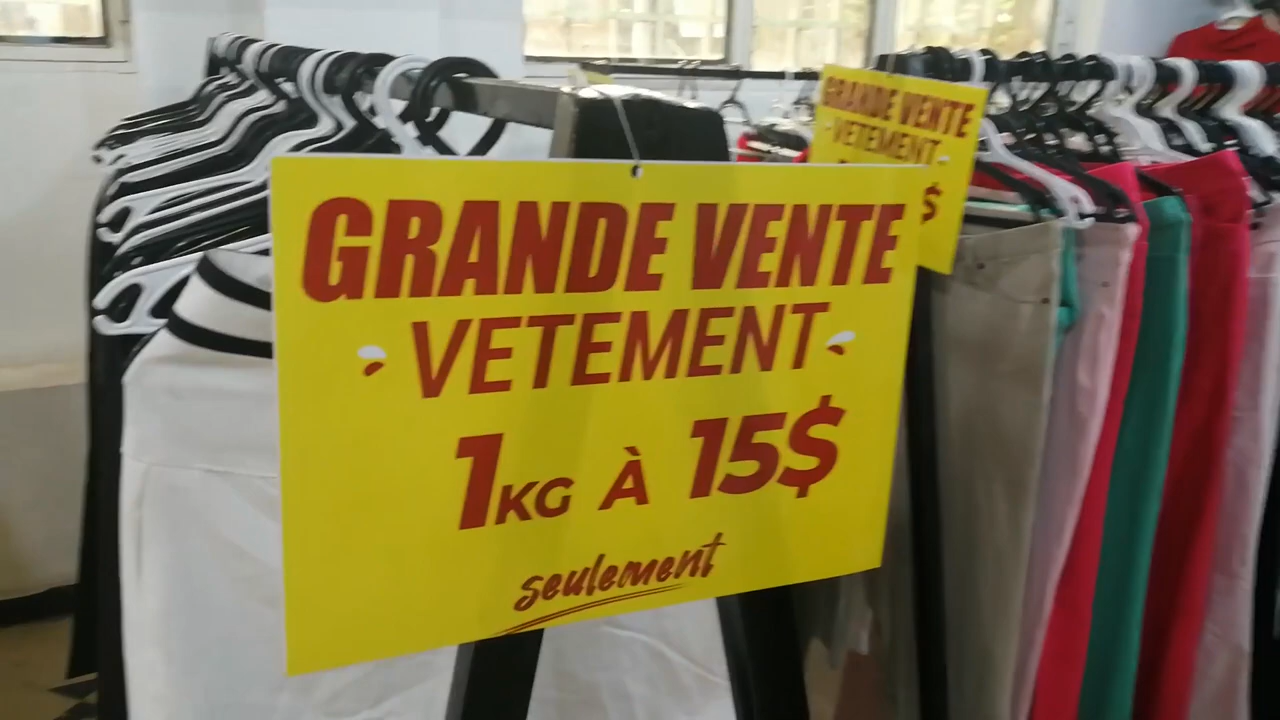 GRANDE VENTE
VETEMENT
1KG À 15$
seulement
GRANDE VENTE
VETEMENT
$